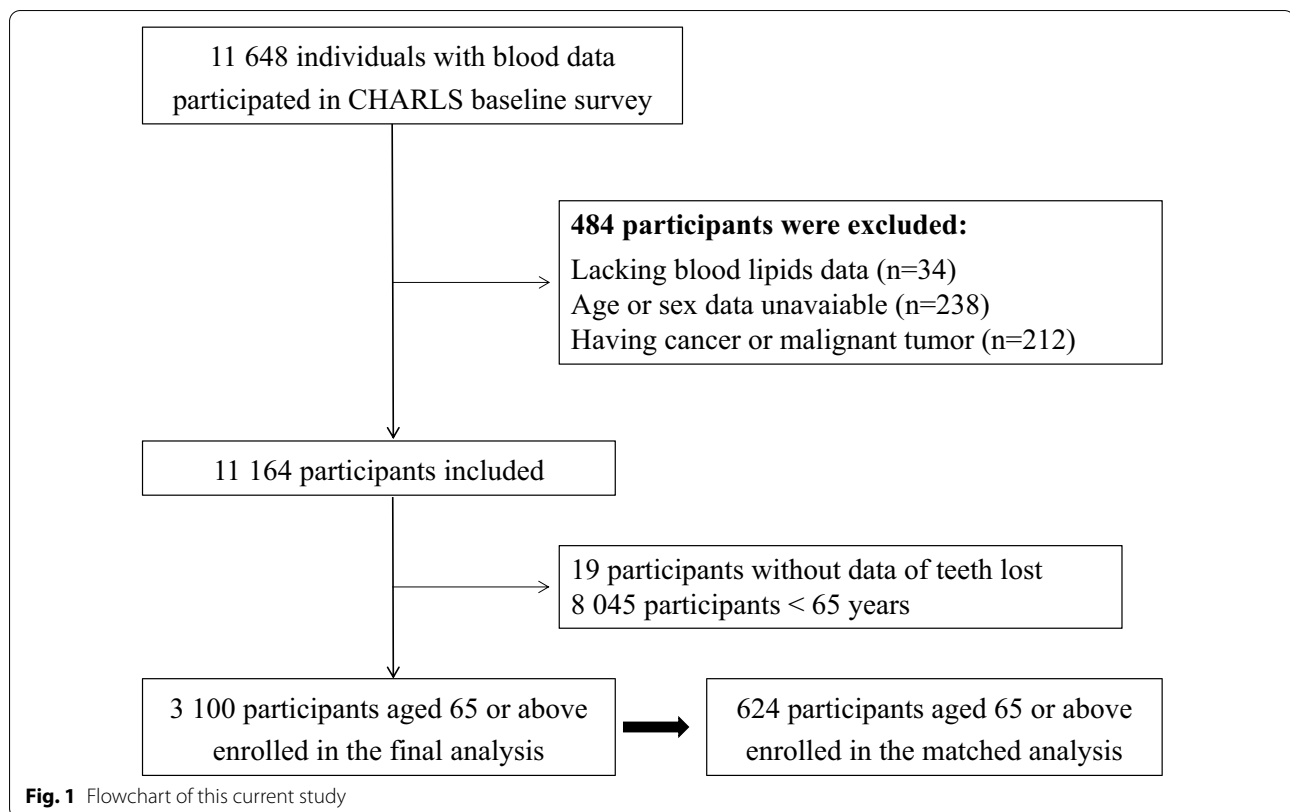 11 648 individuals with blood data
participated in CHARLS baseline survey
484 participants were excluded:
Lacking blood lipids data (n=34)
Age or sex data unavaiable (n=238)
Having cancer or malignant tumor (n=212)
11 164 participants included
19 participants without data of teeth lost
8 045 participants < 65 years
3 100 participants aged 65 or above
enrolled in the final analysis
624 participants aged 65 or above
enrolled in the matched analysis
Fig. 1 Flowchart of this current study